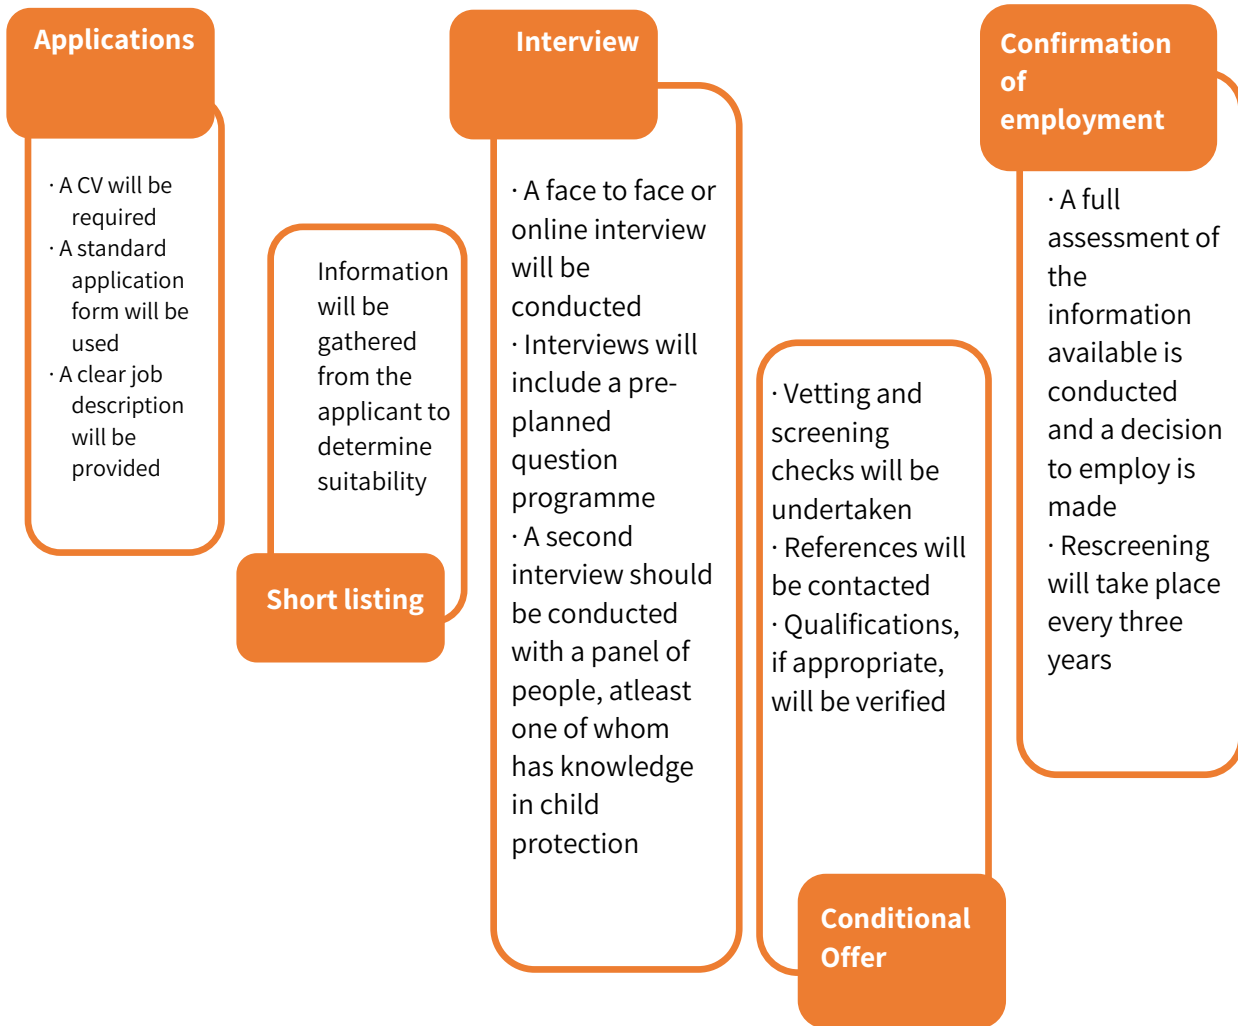 Applications
· A CV will be
required
· A standard
application
form will be
used
· A clear job
description
will be
provided
Information
will be
gathered
from the
applicant to
determine
suitability
Short listing
Interview
· A face to face or
online interview
will be
conducted
· Interviews will
include a pre-
planned
question
programme
· A second
interview should
be conducted
with a panel of
people, atleast
one of whom
has knowledge
in child
protection
· Vetting and
screening
checks will be
undertaken
· References will
be contacted
· Qualifications,
if appropriate,
will be verified
Conditional
Offer
Confirmation
of
employment
· A full
assessment of
the
information
available is
conducted
and a decision
to employ is
made
· Rescreening
will take place
every three
years